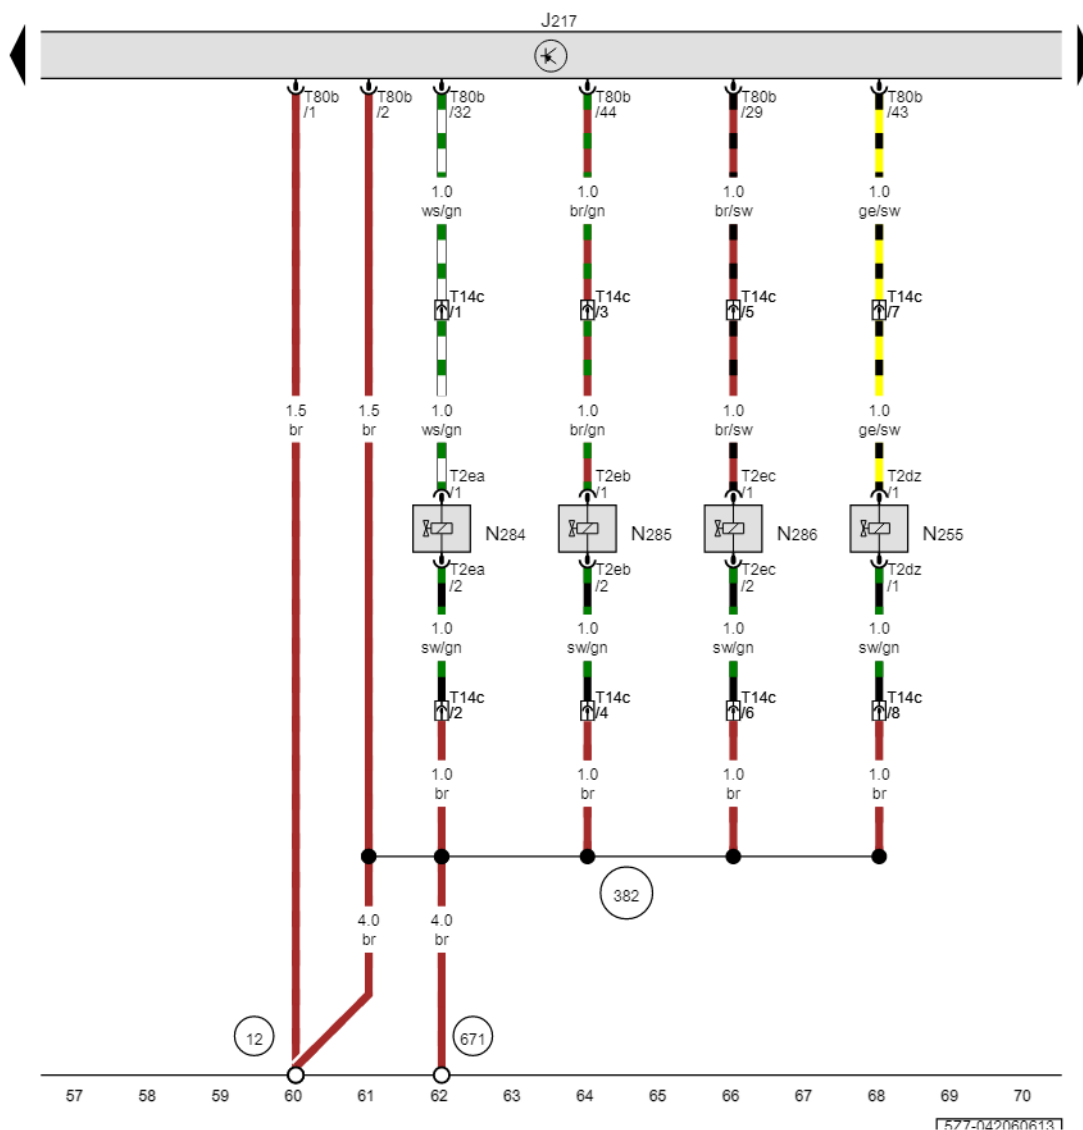 J217
T80b T80b T80b T80b T80b T80b
/1 /2 /32 /44 /29 /43
1.0 1.0 1.0 1.0
ws/gn br/gn br/sw ge/sw
T14c T14c T14c T14c
/1 /3 /5 /7
1.5 1.5 1.0 1.0 1.0 1.0
br br ws/gn br/gn br/sw ge/sw
T2ea T2eb T2ec T2dz
/1 /1 /1 /1
N284 N285 N286 N255
T2ea T2eb T2ec T2dz
/2 /2 /2 /1
1.0 1.0 1.0 1.0
sw/gn sw/gn sw/gn sw/gn
T14c T14c T14c T14c
/2 /4 /6 /8
1.0 1.0 1.0 1.0
br br br br
382
4.0 4.0
br br
12 671
57 58 59 60 61 62 63 64 65 66 67 68 69 70
577-042060613